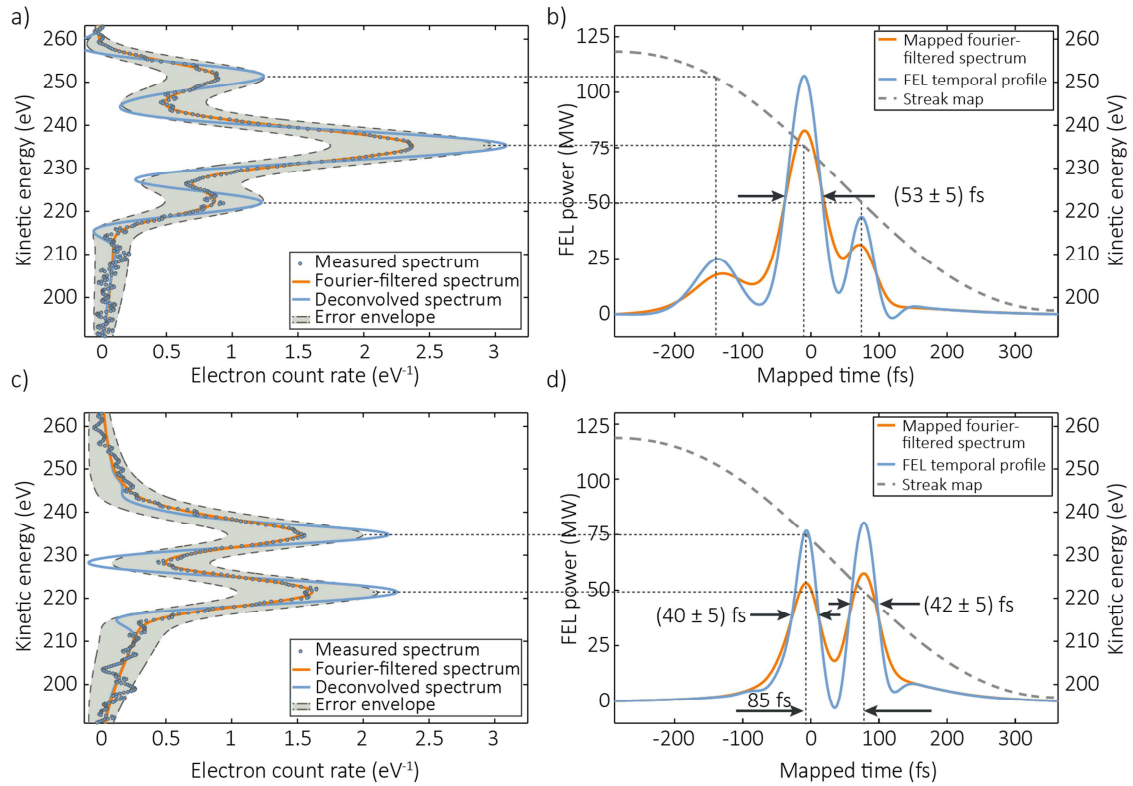 a)
260
250
240
230
220
210
200
Kinetic energy (eV)
Measured spectrum
Fourier-filtered spectrum
Deconvolved spectrum
Error envelope
0
0.5
1
1.5
2
2.5
3
Electron count rate (eV⁻¹)
b)
125
100
75
50
25
0
FEL power (MW)
Mapped fourier-
filtered spectrum
FEL temporal profile
Streak map
(53 ± 5) fs
260
250
240
230
220
210
200
Kinetic energy (eV)
-200
-100
0
100
200
300
Mapped time (fs)
c)
260
250
240
230
220
210
200
Kinetic energy (eV)
Measured spectrum
Fourier-filtered spectrum
Deconvolved spectrum
Error envelope
0
0.5
1
1.5
2
2.5
3
Electron count rate (eV⁻¹)
d)
125
100
75
50
25
0
FEL power (MW)
Mapped fourier-
filtered spectrum
FEL temporal profile
Streak map
(40 ± 5) fs
(42 ± 5) fs
85 fs
260
250
240
230
220
210
200
Kinetic energy (eV)
-200
-100
0
100
200
300
Mapped time (fs)